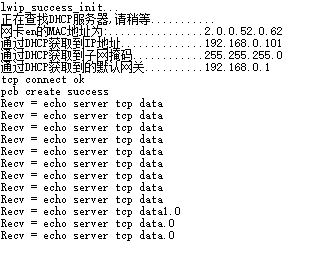 lwip_success_init...
正在查找DHCP服务器,请稍等...........
网卡en的MAC地址为:................2.0.0.52.0.62
通过DHCP获取到IP地址..............192.168.0.101
通过DHCP获取到子网掩码............255.255.255.0
通过DHCP获取到的默认网关..........192.168.0.1
tcp connect ok
pcb create success
Recv = echo server tcp data
Recv = echo server tcp data
Recv = echo server tcp data
Recv = echo server tcp data
Recv = echo server tcp data
Recv = echo server tcp data
Recv = echo server tcp data
Recv = echo server tcp data
Recv = echo server tcp data
Recv = echo server tcp data1.0
Recv = echo server tcp data.0
Recv = echo server tcp data.0